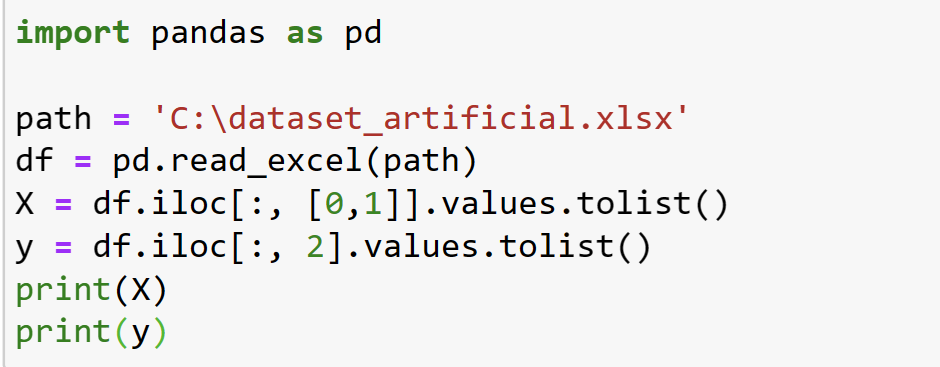 import pandas as pd
path = 'C:\dataset_artificial.xlsx'
df = pd.read_excel(path)
X = df.iloc[:, [0,1]].values.tolist()
y = df.iloc[:, 2].values.tolist()
print(X)
print(y)